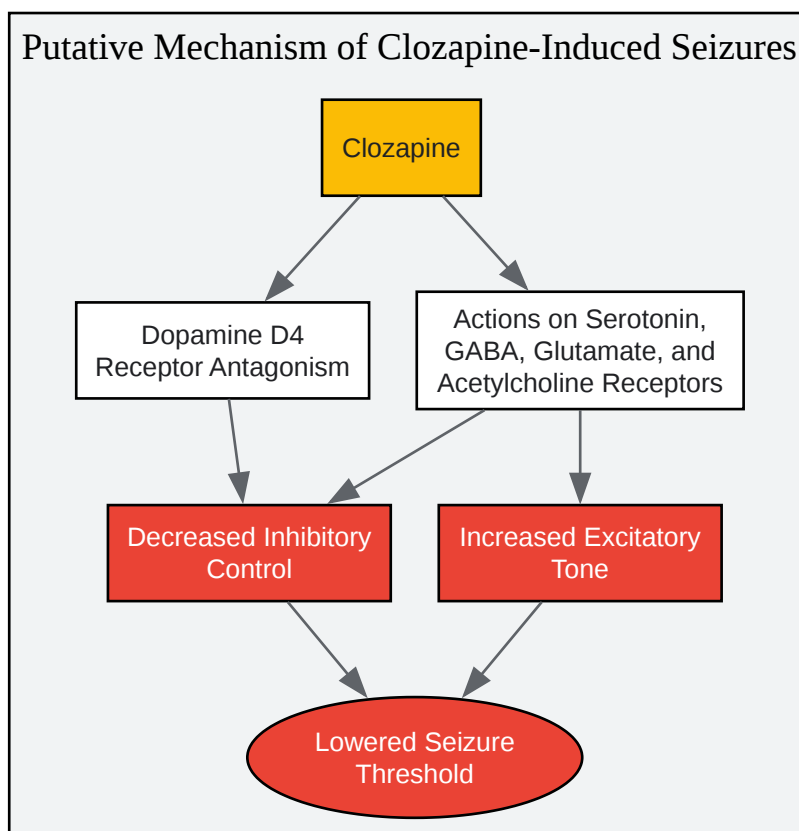 Putative Mechanism of Clozapine-Induced Seizures
Clozapine
Dopamine D4
Receptor Antagonism
Actions on Serotonin,
GABA, Glutamate, and
Acetylcholine Receptors
Decreased Inhibitory
Control
Increased Excitatory
Tone
Lowered Seizure
Threshold